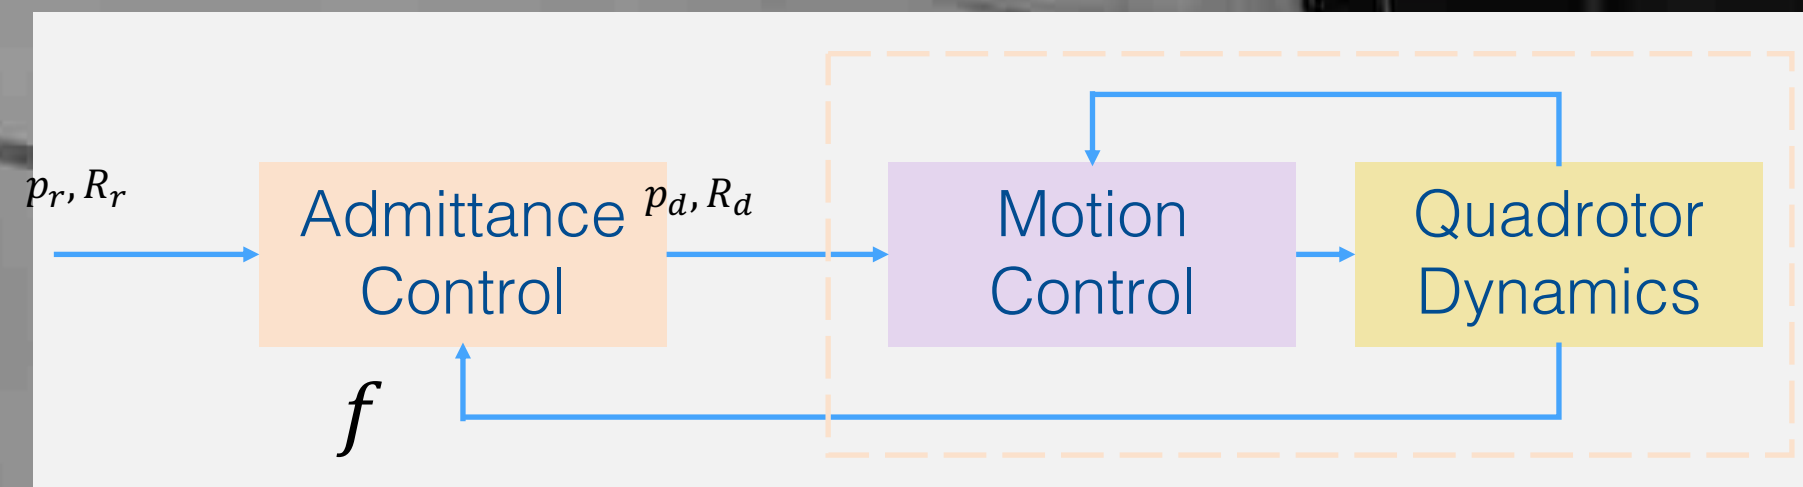 p_r, R_r
Admittance
Control
p_d, R_d
Motion
Control
Quadrotor
Dynamics
f